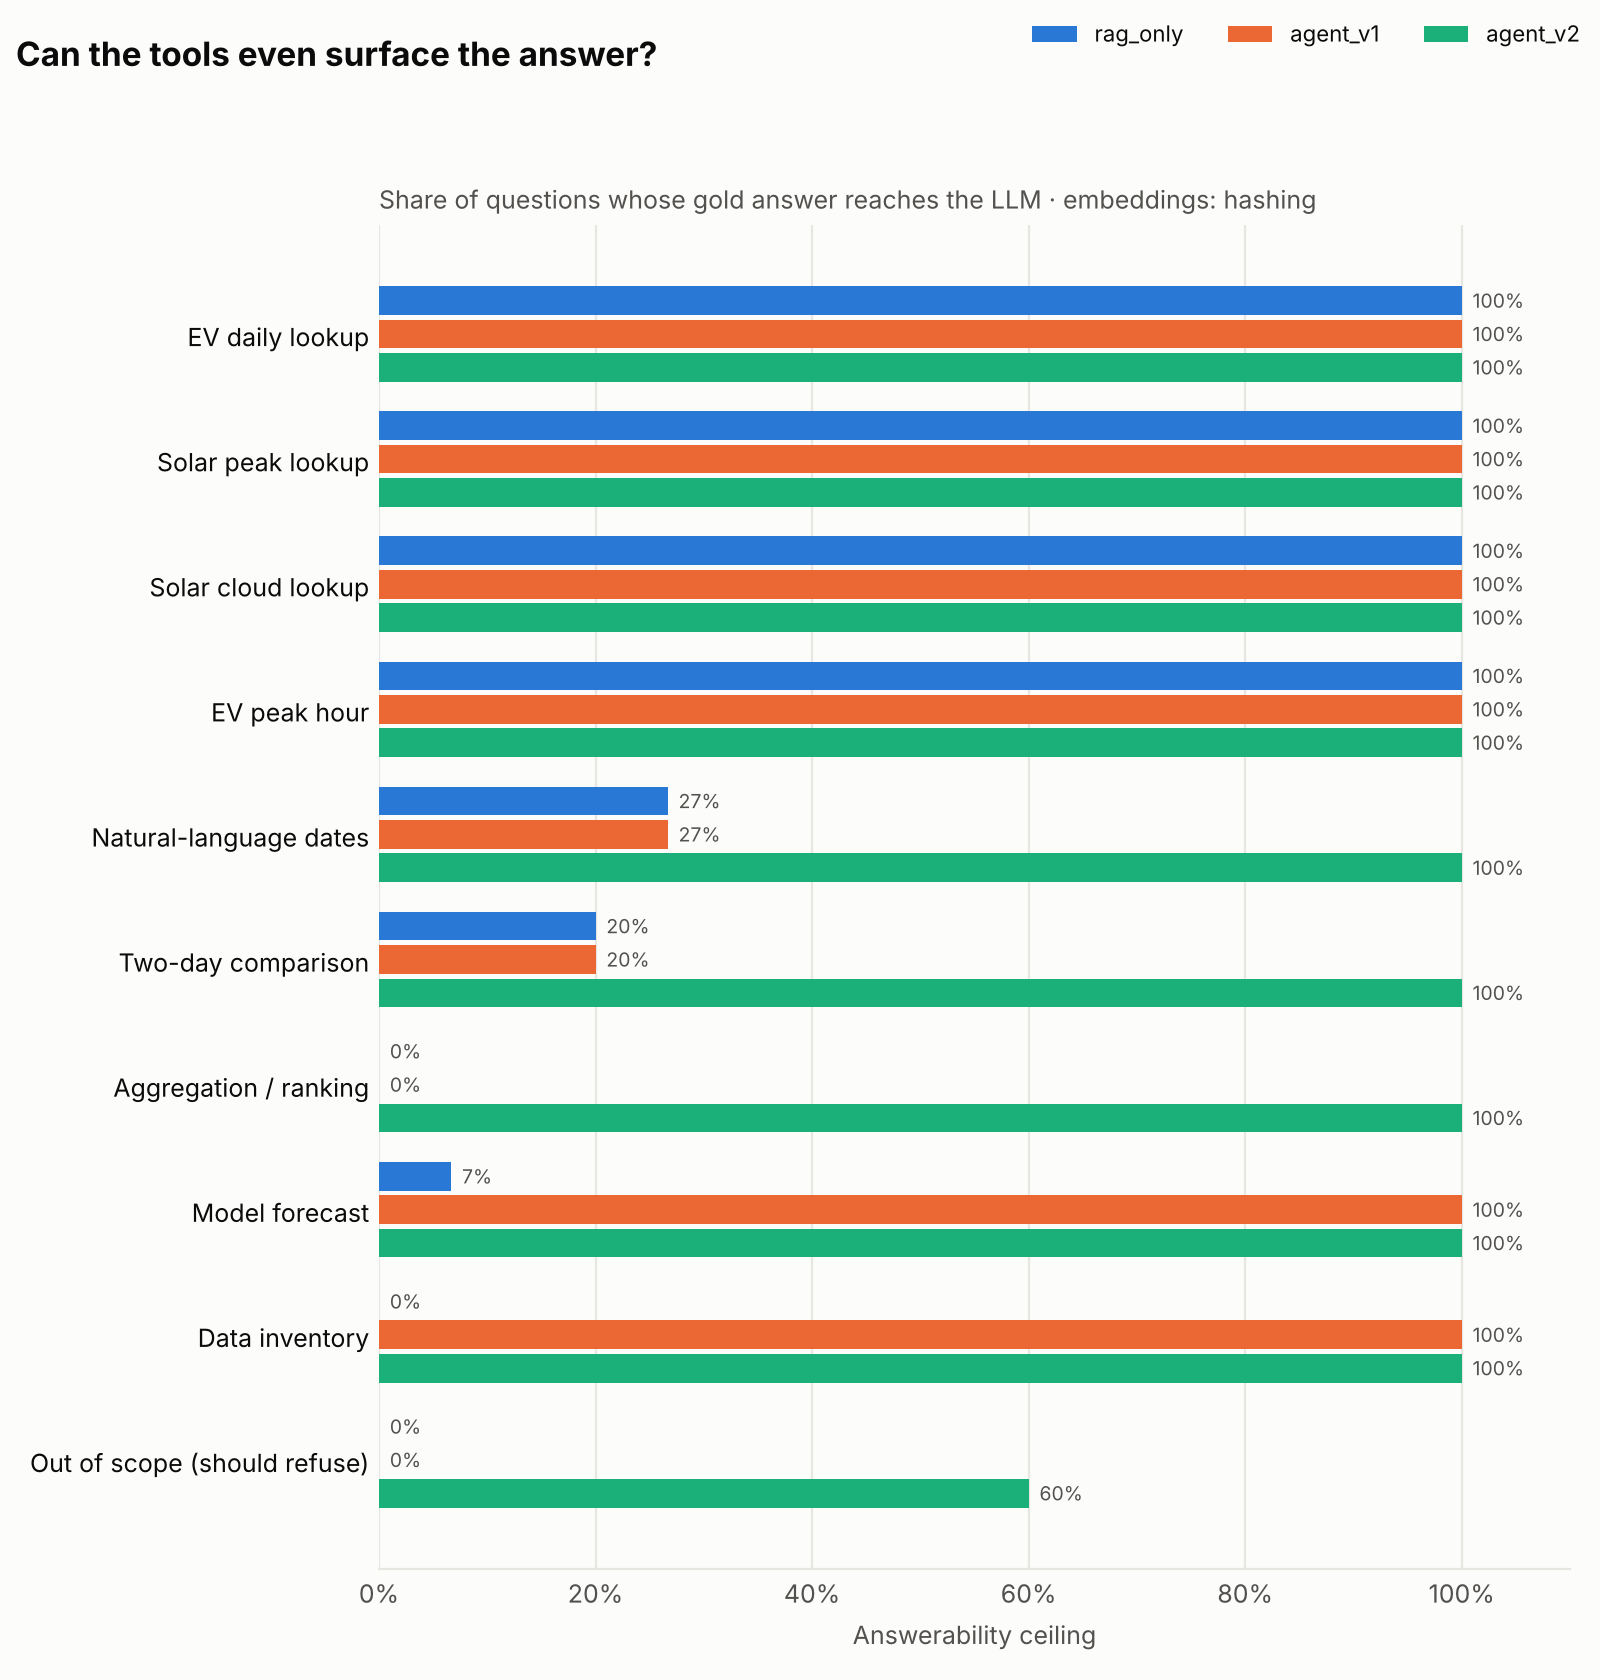 Can the tools even surface the answer?
rag_only
agent_v1
agent_v2
Share of questions whose gold answer reaches the LLM · embeddings: hashing
EV daily lookup
100%
100%
100%
Solar peak lookup
100%
100%
100%
Solar cloud lookup
100%
100%
100%
EV peak hour
100%
100%
100%
Natural-language dates
27%
27%
100%
Two-day comparison
20%
20%
100%
Aggregation / ranking
0%
0%
100%
Model forecast
7%
100%
100%
Data inventory
0%
100%
100%
Out of scope (should refuse)
0%
0%
60%
0% 20% 40% 60% 80% 100%
Answerability ceiling